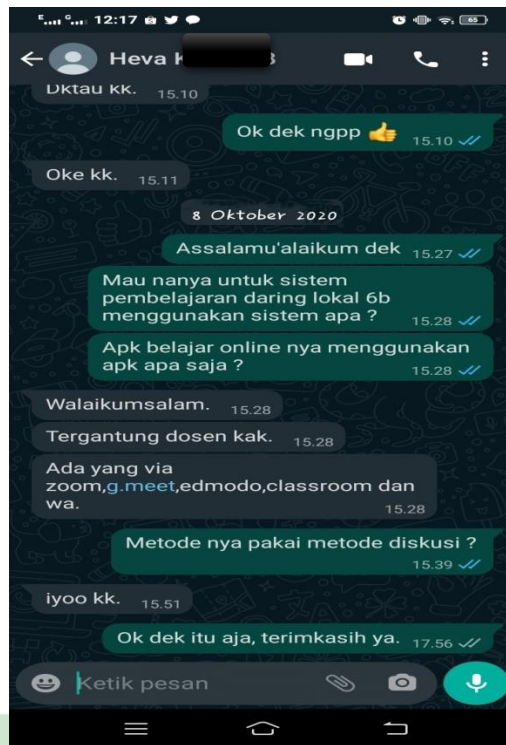 12:17
65
Heva K
Dktau kk. 15.10
Ok dek ngpp 👍 15.10
Oke kk. 15.11
8 Oktober 2020
Assalamu'alaikum dek 15.27
Mau nanya untuk sistem
pembelajaran daring lokal 6b
menggunakan sistem apa ? 15.28
Apk belajar online nya menggunakan
apk apa saja ? 15.28
Walaikumsalam. 15.28
Tergantung dosen kak. 15.28
Ada yang via
zoom,g.meet,edmodo,classroom dan
wa. 15.28
Metode nya pakai metode diskusi ?
15.39
iyoo kk. 15.51
Ok dek itu aja, terimkasih ya. 17.56
Ketik pesan